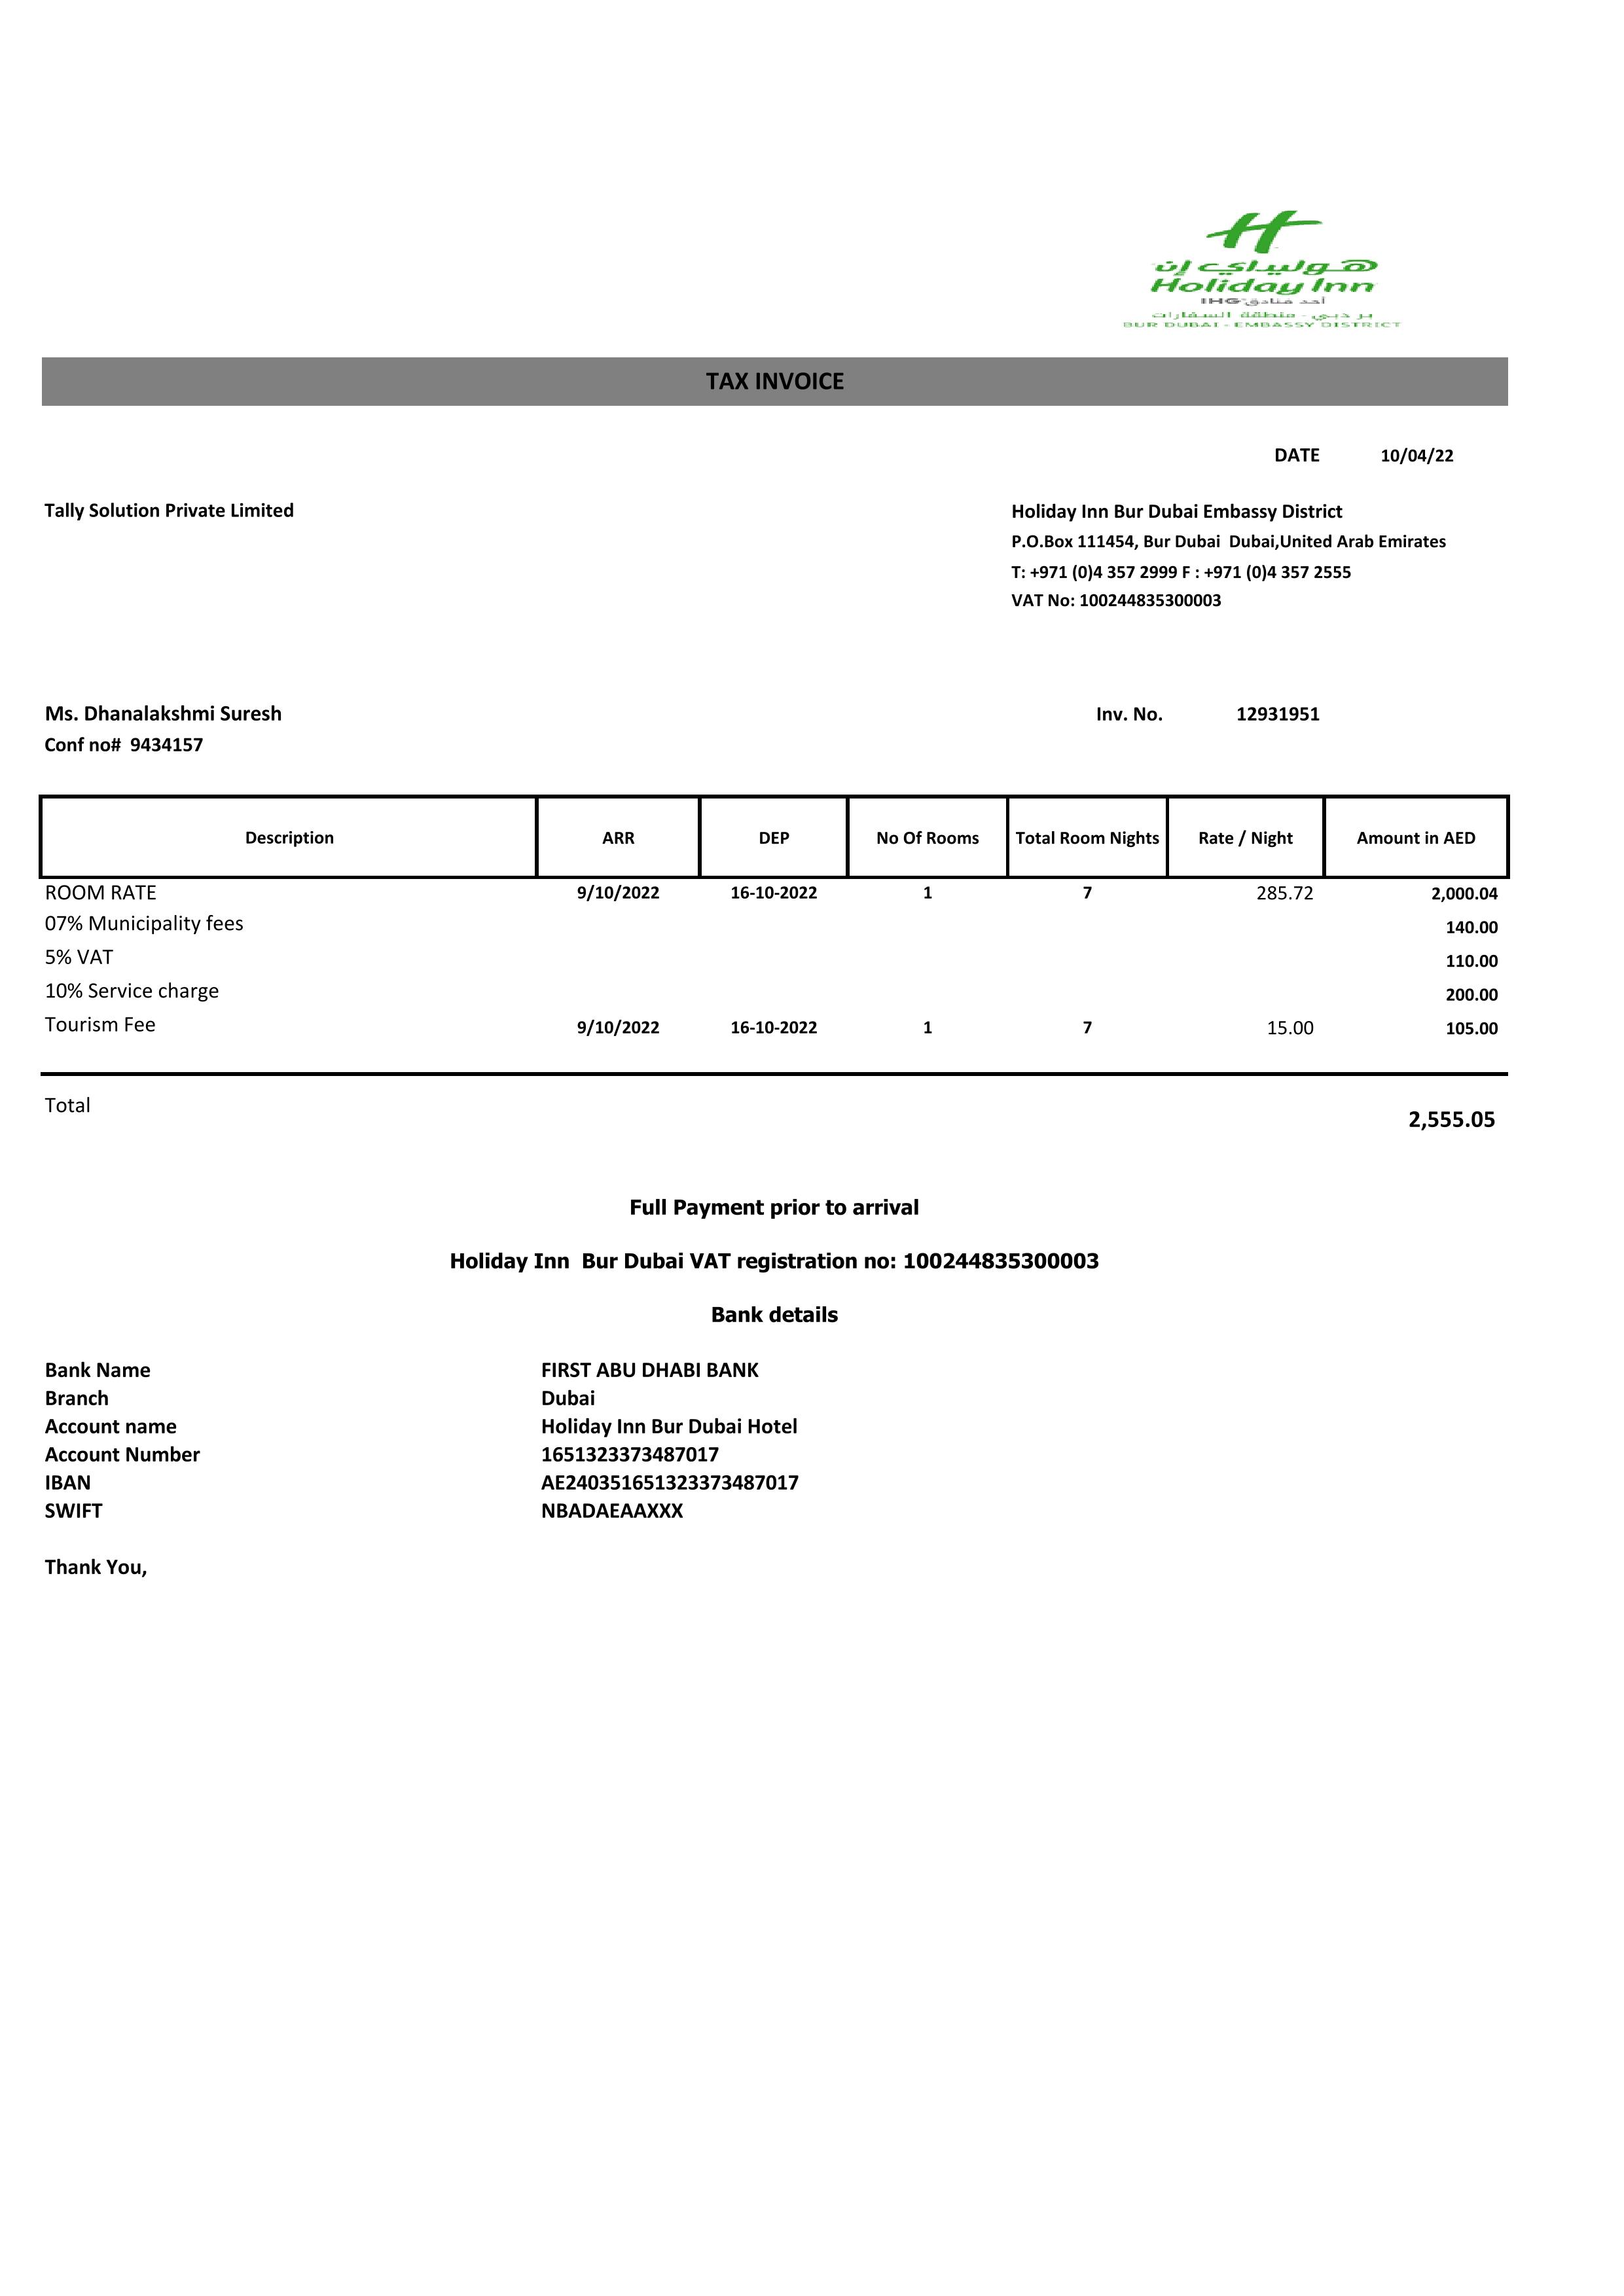 هوليداي إن
Holiday Inn
أحد فنادق IHG
بر دبي - منطقة السفارات
BUR DUBAI - EMBASSY DISTRICT
TAX INVOICE
DATE 10/04/22
Tally Solution Private Limited
Holiday Inn Bur Dubai Embassy District
P.O.Box 111454, Bur Dubai Dubai,United Arab Emirates
T: +971 (0)4 357 2999 F : +971 (0)4 357 2555
VAT No: 100244835300003
Ms. Dhanalakshmi Suresh
Inv. No. 12931951
Conf no# 9434157
Description ARR DEP No Of Rooms Total Room Nights Rate / Night Amount in AED
ROOM RATE 9/10/2022 16-10-2022 1 7 285.72 2,000.04
07% Municipality fees 140.00
5% VAT 110.00
10% Service charge 200.00
Tourism Fee 9/10/2022 16-10-2022 1 7 15.00 105.00
Total 2,555.05
Full Payment prior to arrival
Holiday Inn Bur Dubai VAT registration no: 100244835300003
Bank details
Bank Name FIRST ABU DHABI BANK
Branch Dubai
Account name Holiday Inn Bur Dubai Hotel
Account Number 1651323373487017
IBAN AE240351651323373487017
SWIFT NBADAEAAXXX
Thank You,